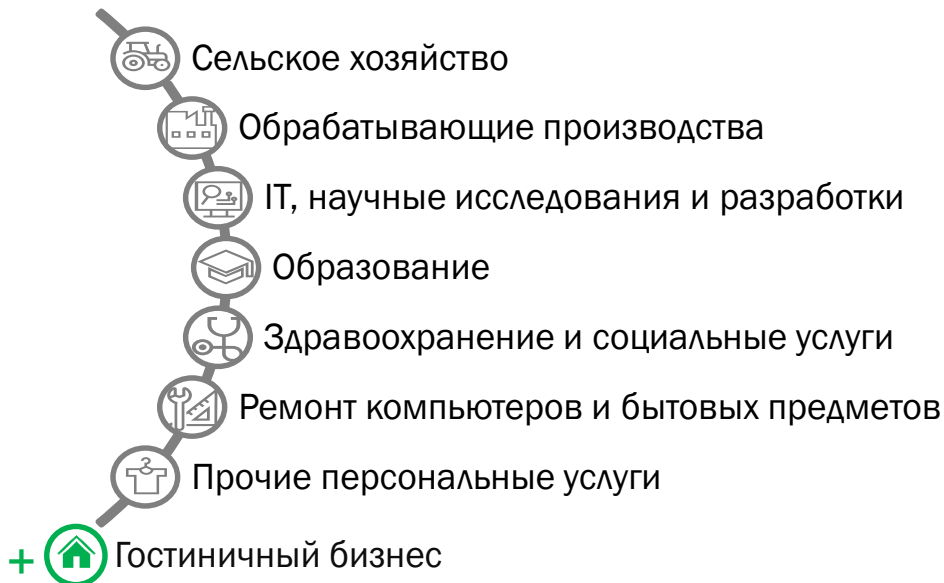 Сельское хозяйство
Обрабатывающие производства
IT, научные исследования и разработки
Образование
Здравоохранение и социальные услуги
Ремонт компьютеров и бытовых предметов
Прочие персональные услуги
+ Гостиничный бизнес